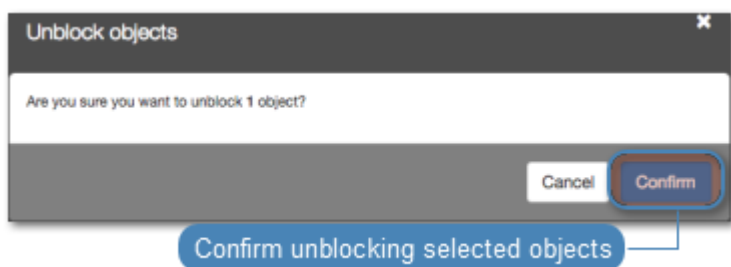 Unblock objects
Are you sure you want to unblock 1 object?
Cancel Confirm
Confirm unblocking selected objects